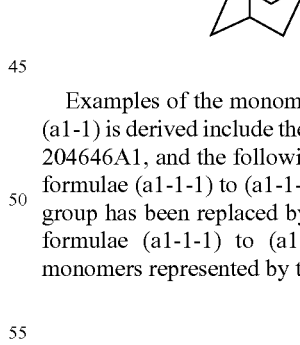 45
Examples of the monom
(a1-1) is derived include the
204646A1, and the followi
formulae (a1-1-1) to (a1-1-
50
group has been replaced by
formulae (a1-1-1) to (a1
monomers represented by t
55